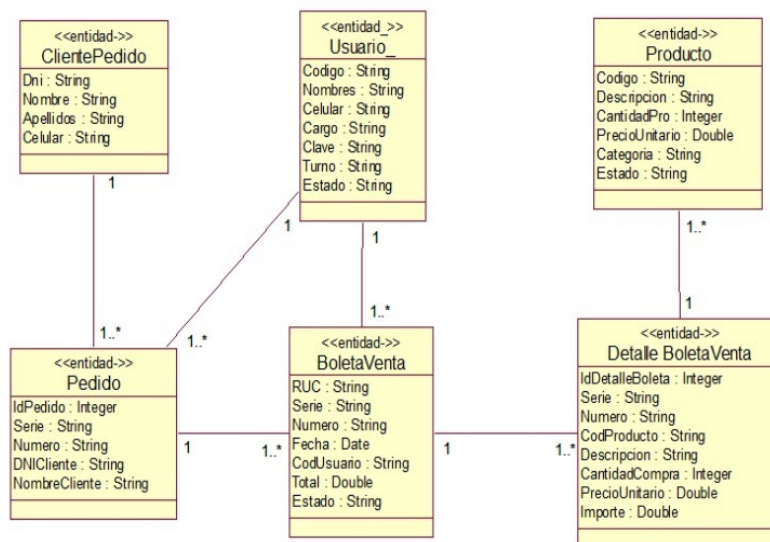 <<entidad->>
ClientePedido
Dni : String
Nombre : String
Apellidos : String
Celular : String
1
1..*
<<entidad_>>
Usuario_
Codigo : String
Nombres : String
Celular : String
Cargo : String
Clave : String
Turno : String
Estado : String
1
1
1..*
1..*
<<entidad->>
Producto
Codigo : String
Descripcion : String
CantidadPro : Integer
PrecioUnitario : Double
Categoria : String
Estado : String
1..*
1
<<entidad->>
Pedido
IdPedido : Integer
Serie : String
Numero : String
DNICliente : String
NombreCliente : String
1
1..*
<<entidad->>
BoletaVenta
RUC : String
Serie : String
Numero : String
Fecha : Date
CodUsuario : String
Total : Double
Estado : String
1
1..*
<<entidad->>
Detalle BoletaVenta
IdDetalleBoleta : Integer
Serie : String
Numero : String
CodProducto : String
Descripcion : String
CantidadCompra : Integer
PrecioUnitario : Double
Importe : Double